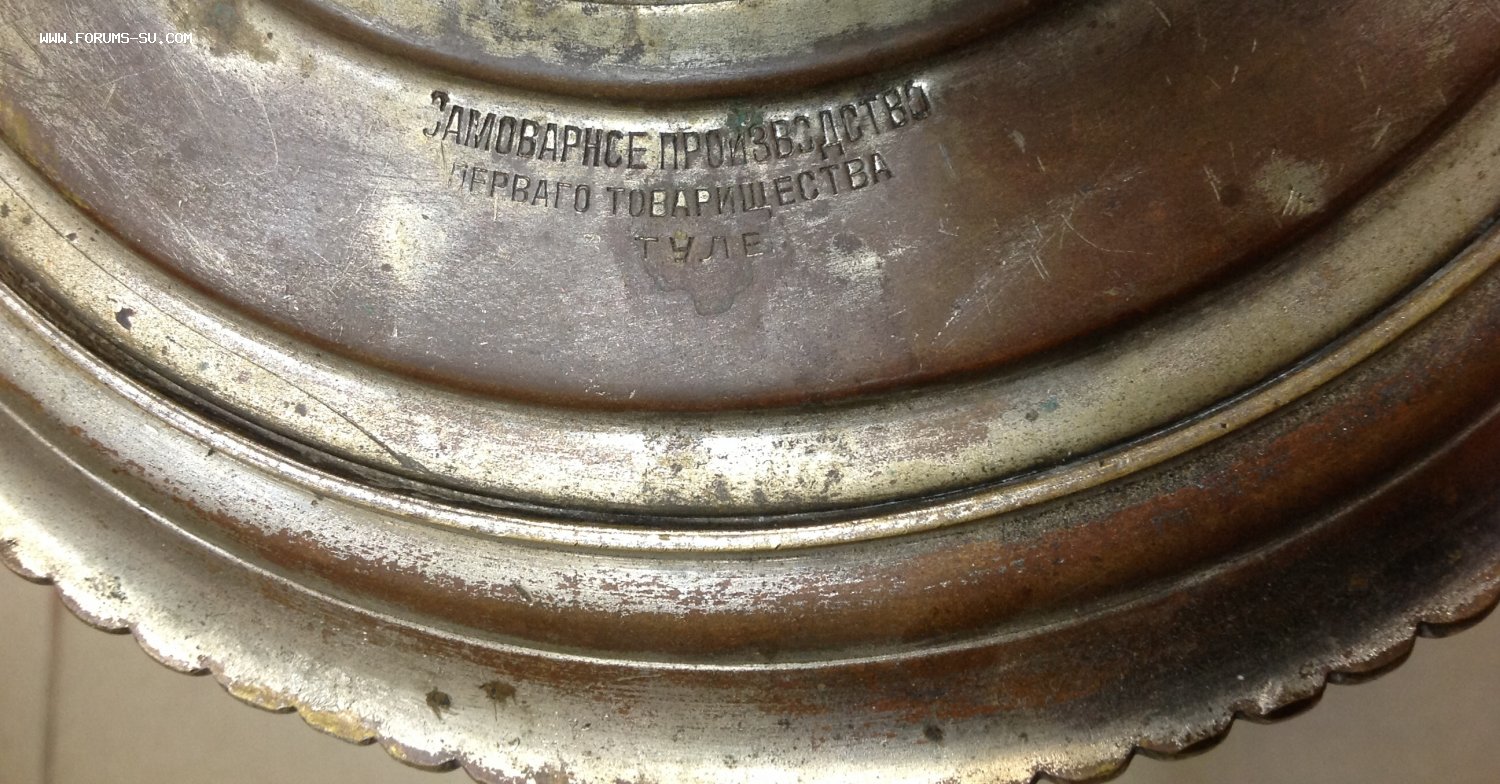 WWW.FORUMS-SU.COM
САМОВАРНОЕ ПРОИЗВОДСТВО
ПЕРВАГО ТОВАРИЩЕСТВА
ТУЛЕ